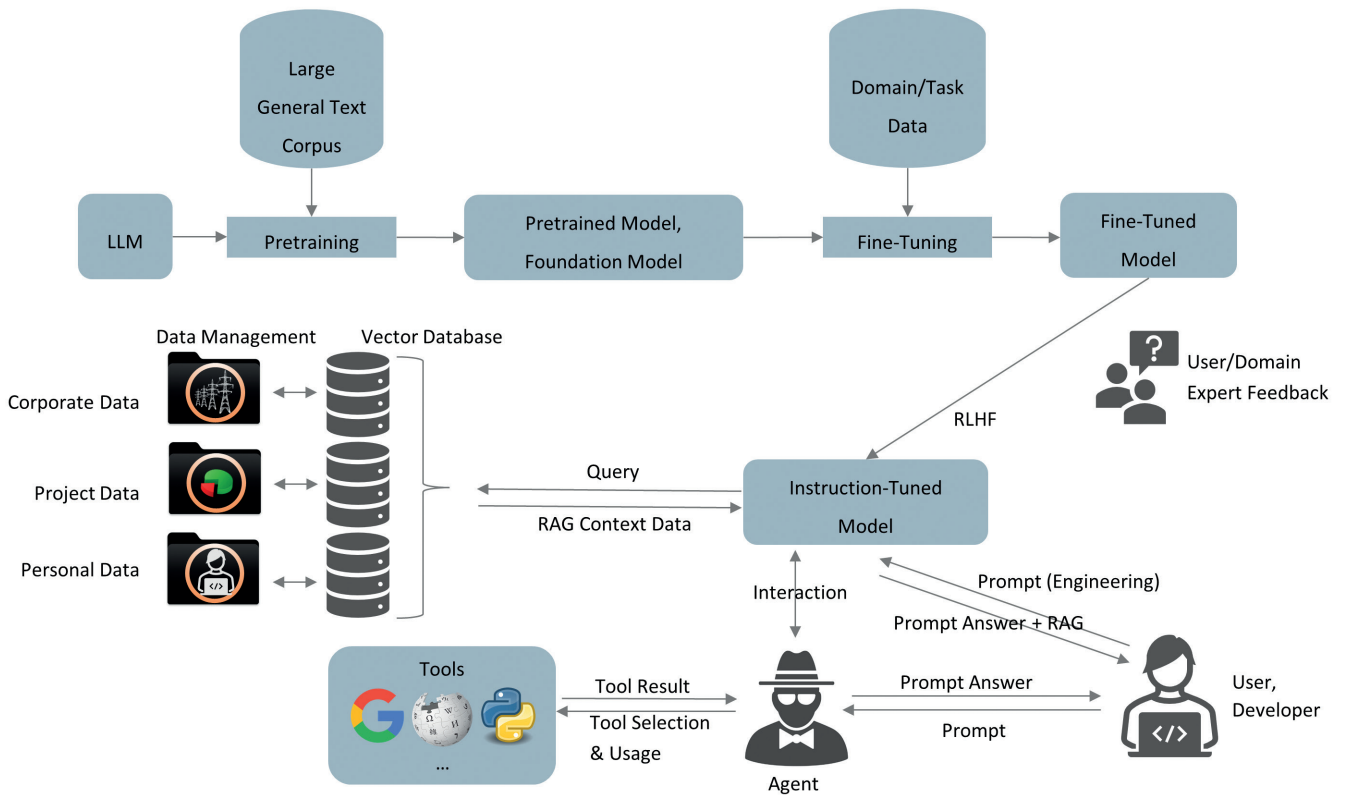 Large
General Text
Corpus
Domain/Task
Data
LLM
Pretraining
Pretrained Model,
Foundation Model
Fine-Tuning
Fine-Tuned
Model
Data Management
Vector Database
Corporate Data
Project Data
Personal Data
</>
?
User/Domain
Expert Feedback
RLHF
Query
RAG Context Data
Instruction-Tuned
Model
Interaction
Prompt (Engineering)
Prompt Answer + RAG
Tools
G
Ω W И
...
Tool Result
Tool Selection
& Usage
Agent
Prompt Answer
Prompt
</>
User,
Developer